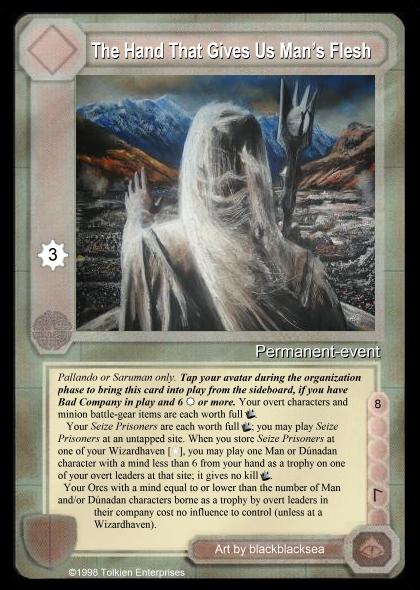 The Hand That Gives Us Man's Flesh
3
Permanent-event
Pallando or Saruman only. Tap your avatar during the organization
phase to bring this card into play from the sideboard, if you have
Bad Company in play and 6 or more. Your overt characters and
minion battle-gear items are each worth full .
Your Seize Prisoners are each worth full ; you may play Seize
Prisoners at an untapped site. When you store Seize Prisoners at
one of your Wizardhaven [ ], you may play one Man or Dúnadan
character with a mind less than 6 from your hand as a trophy on one
of your overt leaders at that site; it gives no kill .
Your Orcs with a mind equal to or lower than the number of Man
and/or Dúnadan characters borne as a trophy by overt leaders in
their company cost no influence to control (unless at a
Wizardhaven).
8
7
Art by blackblacksea
©1998 Tolkien Enterprises